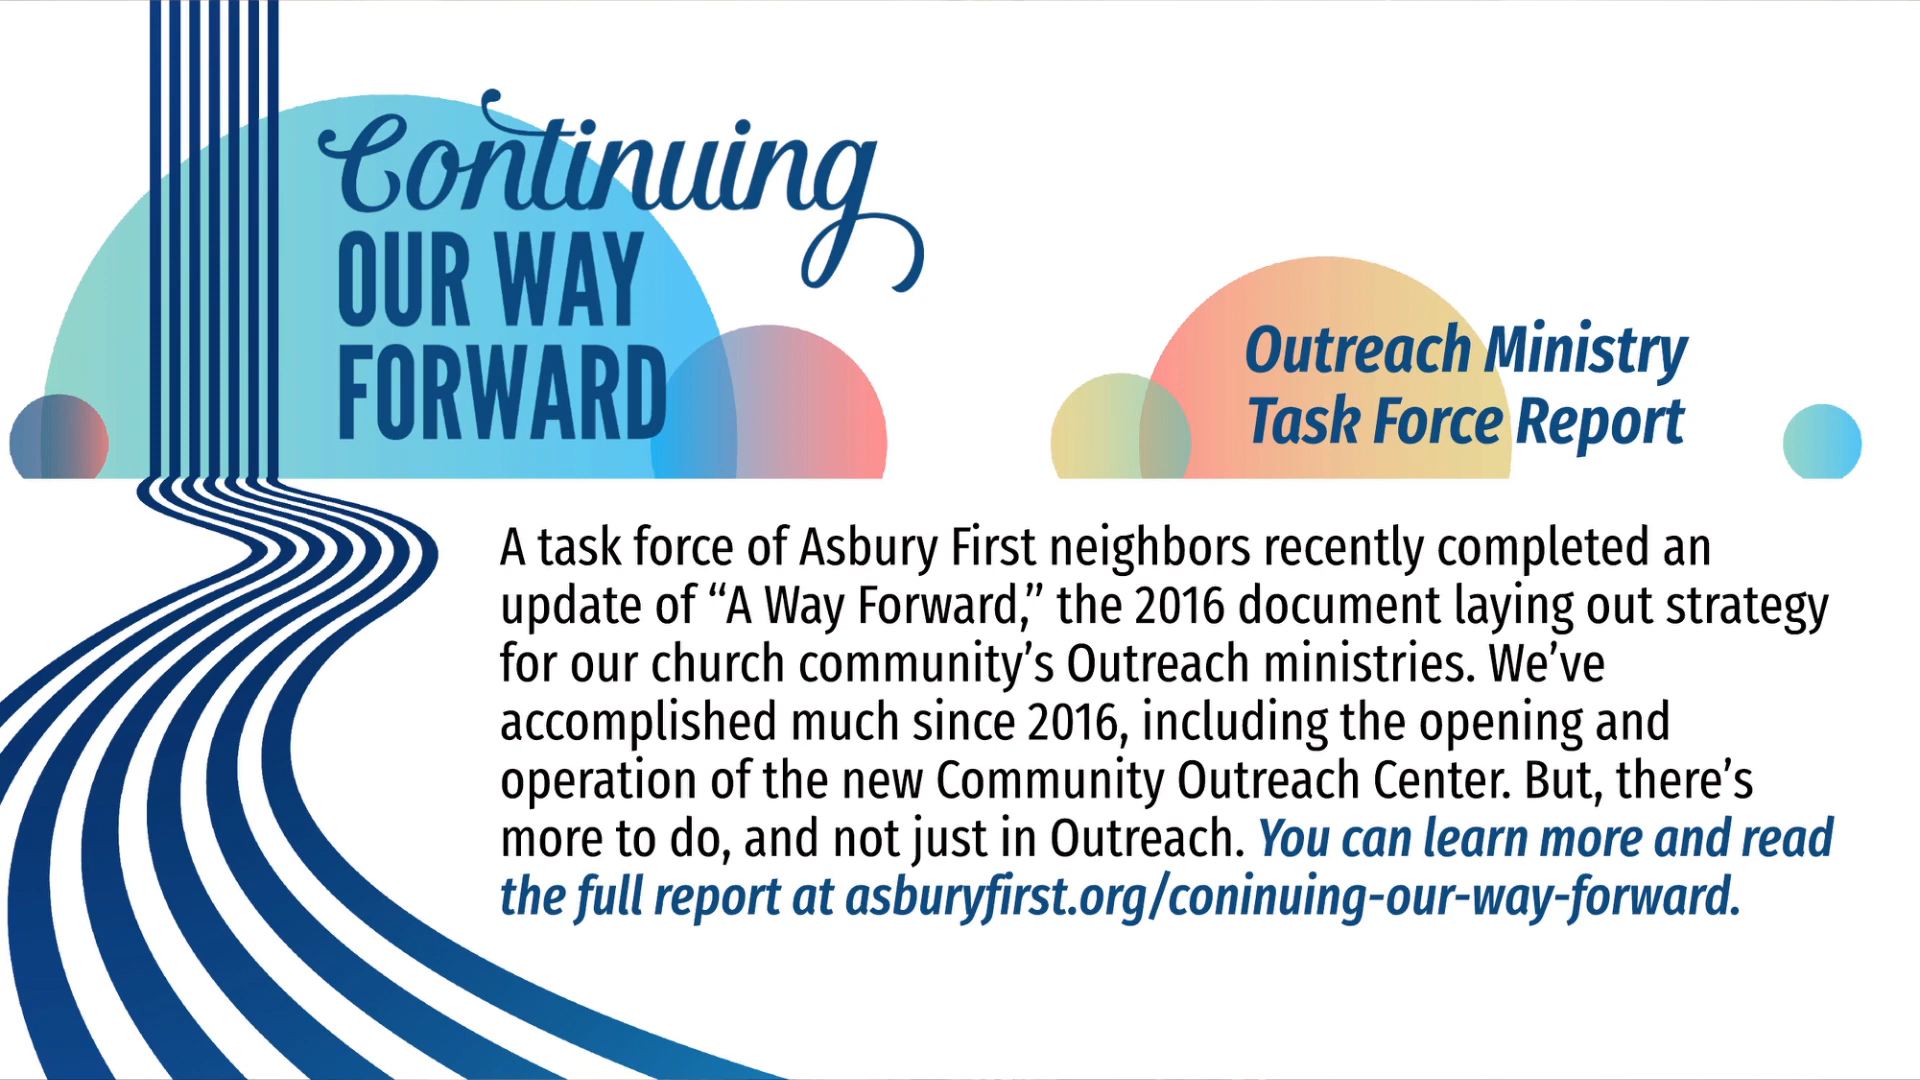 Continuing
OUR WAY
FORWARD
Outreach Ministry
Task Force Report
A task force of Asbury First neighbors recently completed an
update of “A Way Forward,” the 2016 document laying out strategy
for our church community’s Outreach ministries. We’ve
accomplished much since 2016, including the opening and
operation of the new Community Outreach Center. But, there’s
more to do, and not just in Outreach. You can learn more and read
the full report at asburyfirst.org/coninuing-our-way-forward.